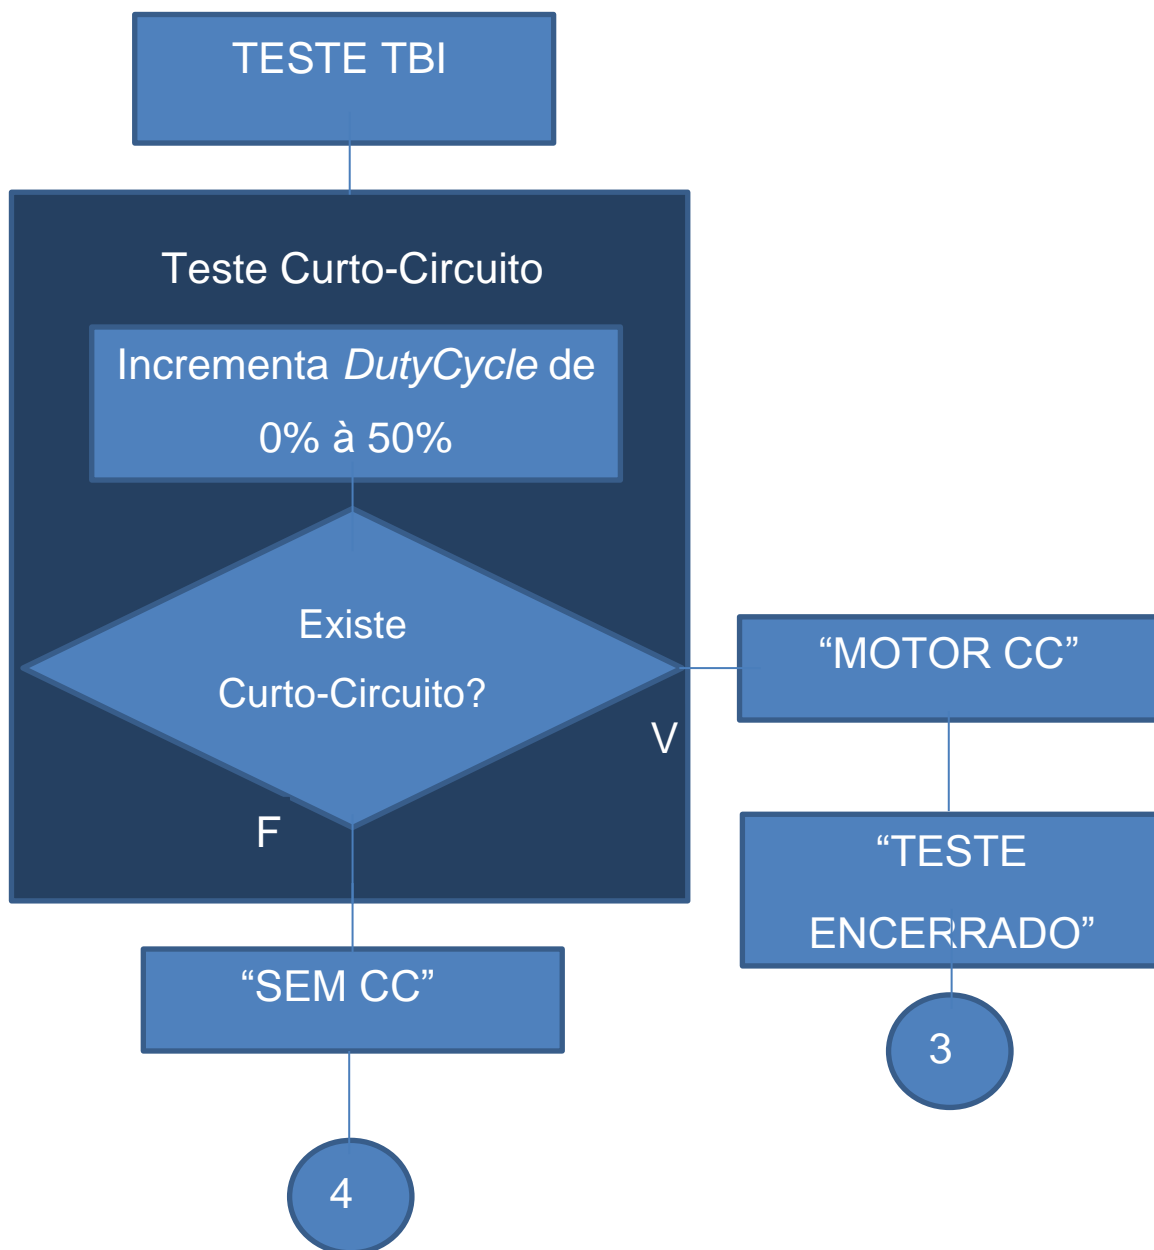 TESTE TBI
Teste Curto-Circuito
Incrementa DutyCycle de
0% à 50%
Existe
Curto-Circuito?
V
F
“MOTOR CC”
“TESTE
ENCERRADO”
3
“SEM CC”
4